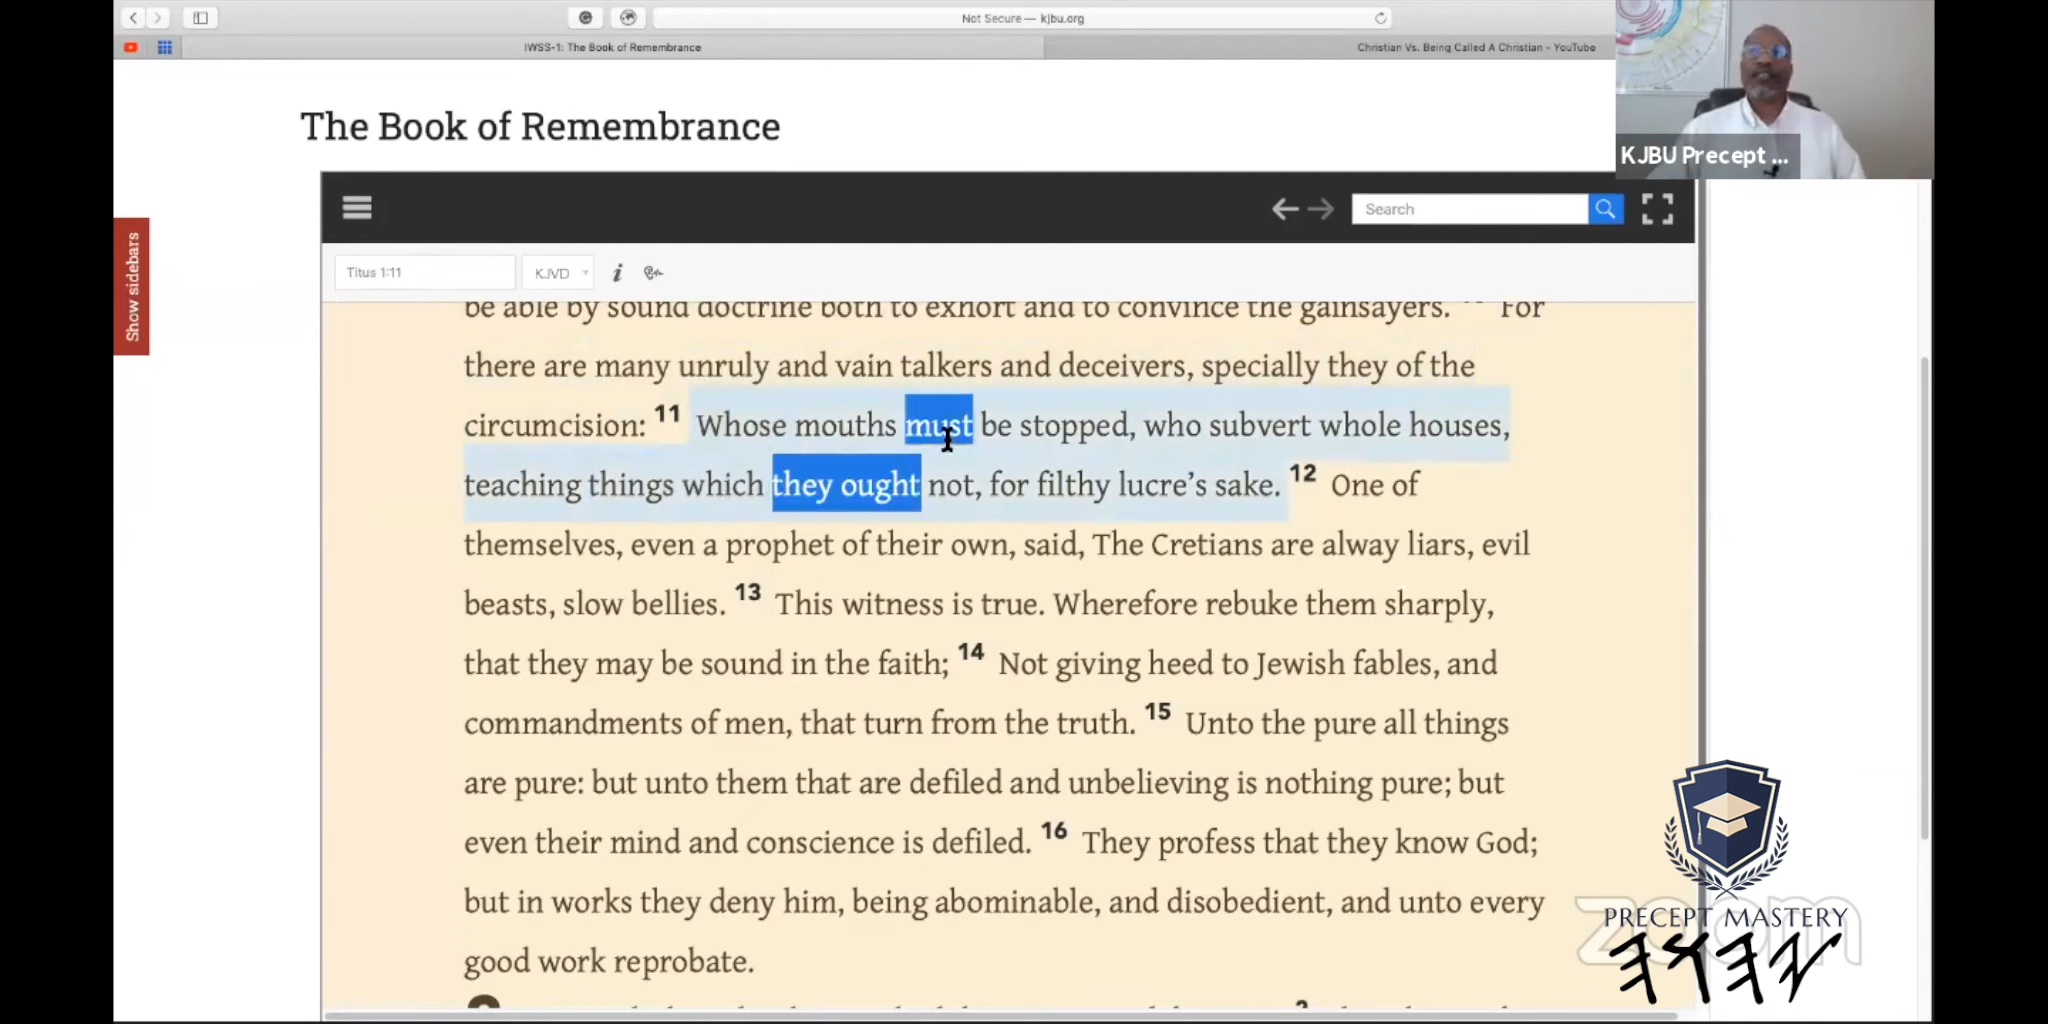 Not Secure — kjbu.org
IWSS-1: The Book of Remembrance
Christian Vs. Being Called A Christian - YouTube
KJBU Precept ...
The Book of Remembrance
Show sidebars
Search
Titus 1:11
KJVD
be able by sound doctrine both to exhort and to convince the gainsayers. For
there are many unruly and vain talkers and deceivers, specially they of the
circumcision: 11 Whose mouths must be stopped, who subvert whole houses,
teaching things which they ought not, for filthy lucre’s sake. 12 One of
themselves, even a prophet of their own, said, The Cretians are alway liars, evil
beasts, slow bellies. 13 This witness is true. Wherefore rebuke them sharply,
that they may be sound in the faith; 14 Not giving heed to Jewish fables, and
commandments of men, that turn from the truth. 15 Unto the pure all things
are pure: but unto them that are defiled and unbelieving is nothing pure; but
even their mind and conscience is defiled. 16 They profess that they know God;
but in works they deny him, being abominable, and disobedient, and unto every
good work reprobate.
zoom
PRECEPT MASTERY
𐤉𐤄𐤅𐤄